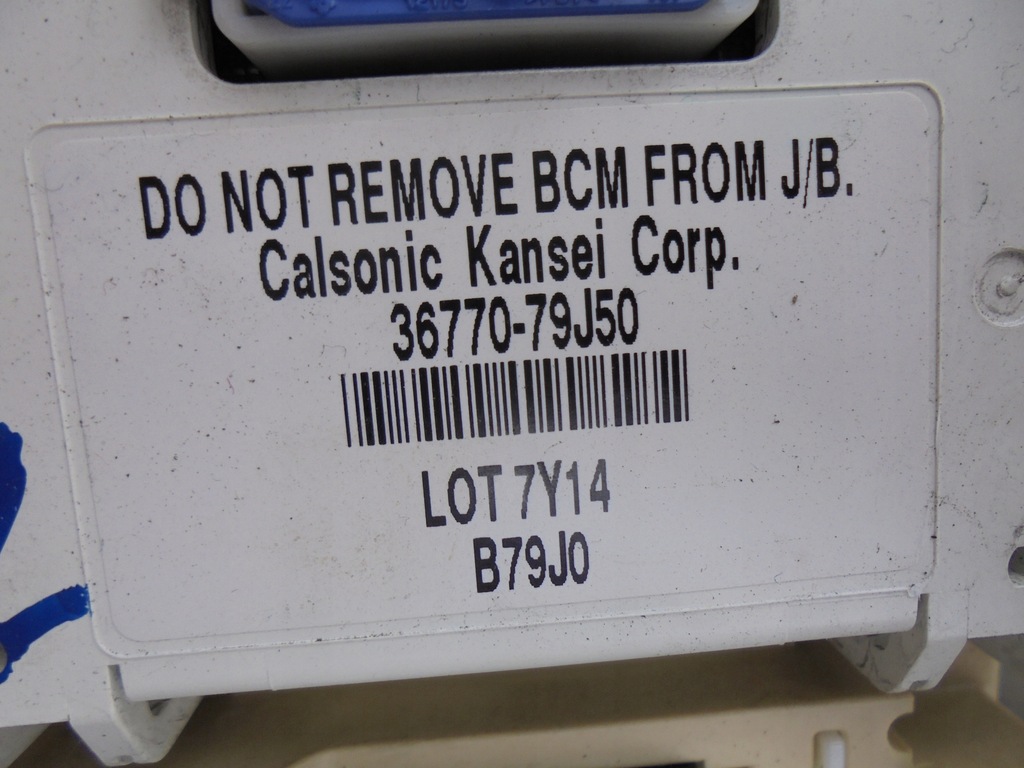 DO NOT REMOVE BCM FROM J/B.
Calsonic Kansei Corp.
36770-79J50
LOT 7Y14
B79J0